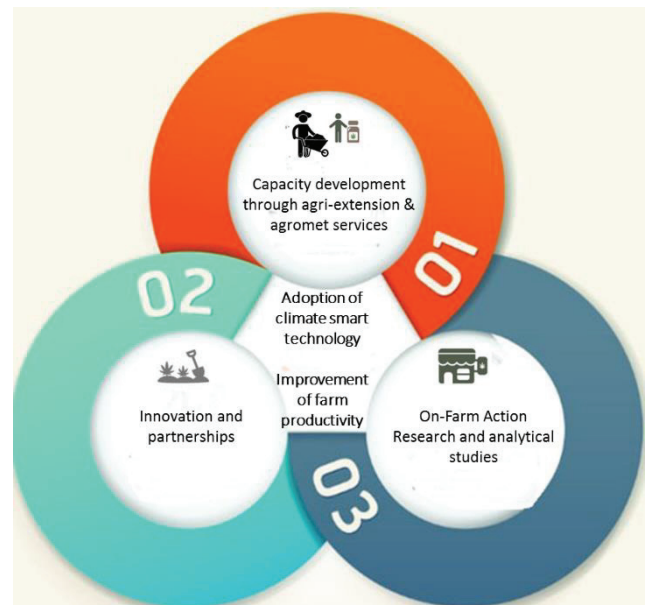 Capacity development
through agri-extension &
agromet services
01
02
Adoption of
climate smart
technology
Improvement
of farm
productivity
Innovation and
partnerships
On-Farm Action
Research and analytical
studies
03